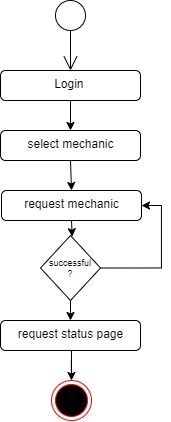 Login
select mechanic
request mechanic
successful
?
request status page